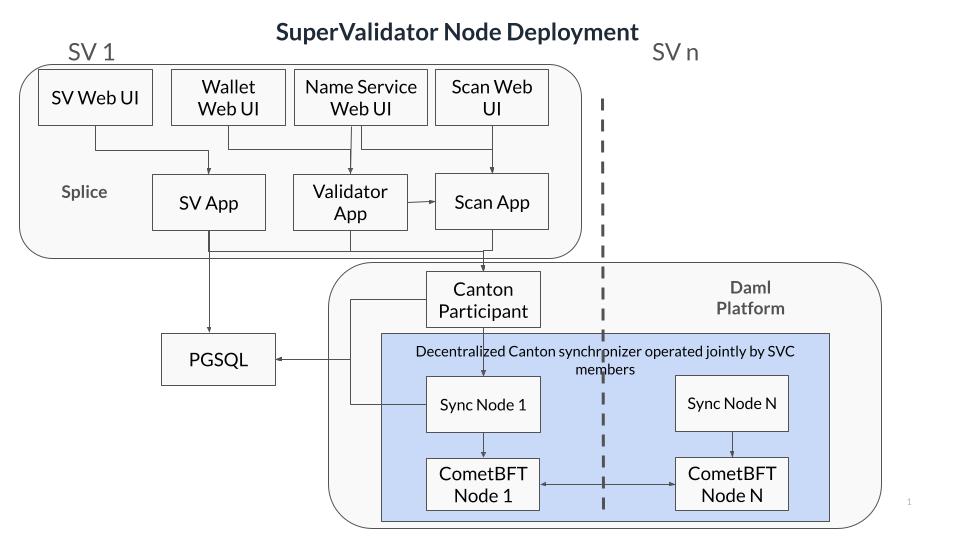 SuperValidator Node Deployment
SV 1
SV n
SV Web UI
Wallet
Web UI
Name Service
Web UI
Scan Web
UI
Splice
SV App
Validator
App
Scan App
Canton
Participant
Daml
Platform
PGSQL
Decentralized Canton synchronizer operated jointly by SVC
members
Sync Node 1
Sync Node N
CometBFT
Node 1
CometBFT
Node N
1